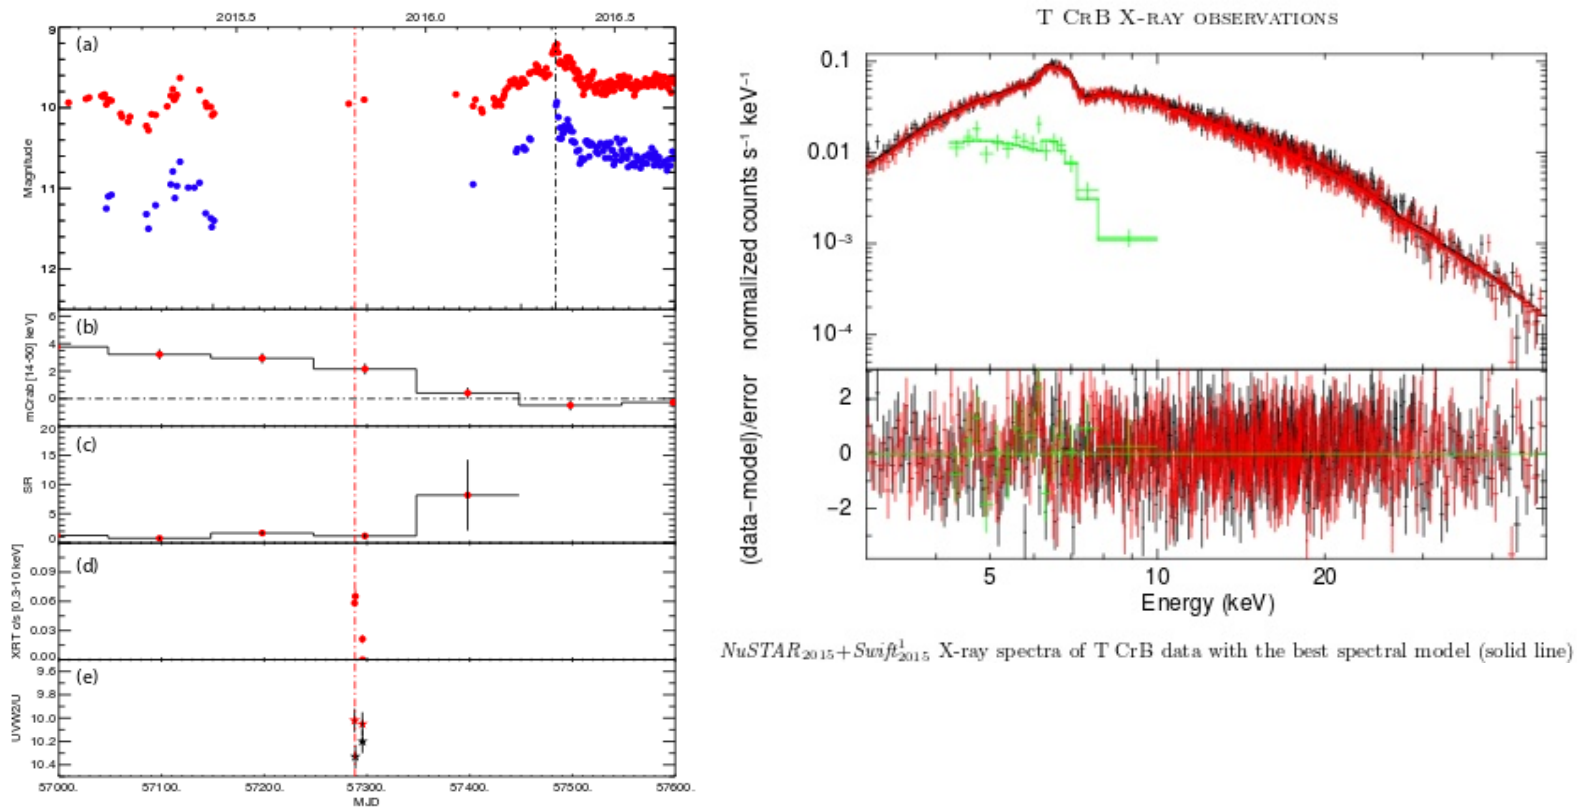 2015.5 2016.0 2016.5
9
(a)
10
Magnitude
11
12
6
(b)
4
2
0
mCrab [14-50] keV]
20
(c)
15
10
5
0
SR
(d)
0.09
0.06
0.03
0.00
XRT c/s [0.3-10 keV]
9.6
(e)
9.8
10.0
10.2
10.4
UVW2/U
57000. 57100. 57200. 57300. 57400. 57500. 57600.
MJD
T CrB X-ray observations
0.1
0.01
10⁻³
10⁻⁴
normalized counts s⁻¹ keV⁻¹
2
0
−2
(data−model)/error
5 10 20
Energy (keV)
NuSTAR₂₀₁₅+Swift¹₂₀₁₅ X-ray spectra of T CrB data with the best spectral model (solid line)